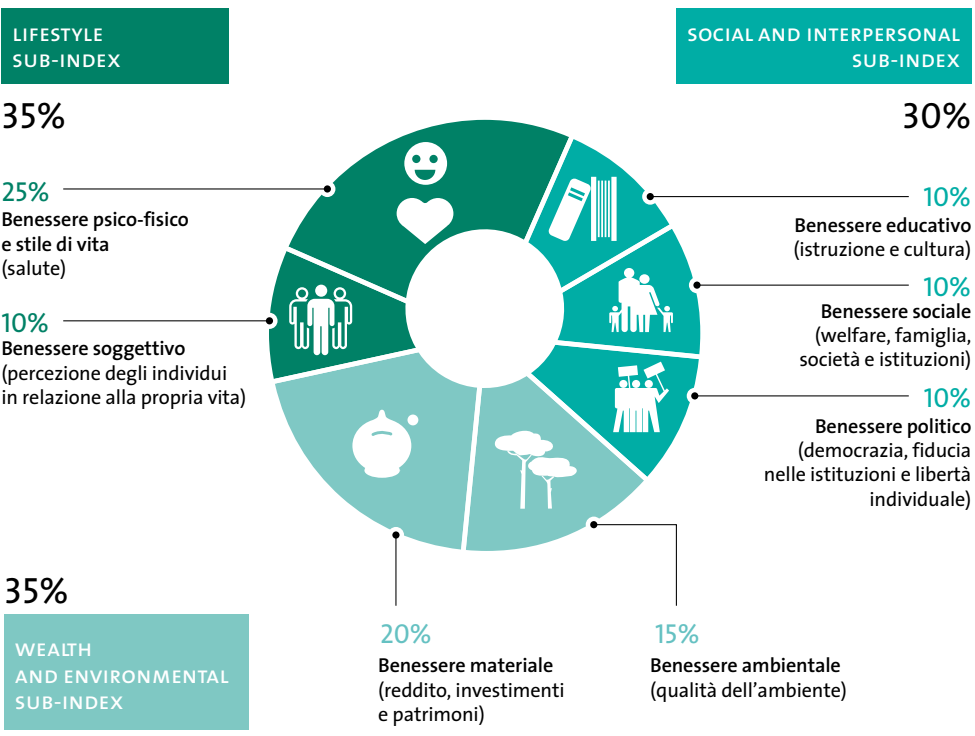 LIFESTYLE
SUB-INDEX
35%
25%
Benessere psico-fisico
e stile di vita
(salute)
10%
Benessere soggettivo
(percezione degli individui
in relazione alla propria vita)
SOCIAL AND INTERPERSONAL
SUB-INDEX
30%
10%
Benessere educativo
(istruzione e cultura)
10%
Benessere sociale
(welfare, famiglia,
società e istituzioni)
10%
Benessere politico
(democrazia, fiducia
nelle istituzioni e libertà
individuale)
35%
WEALTH
AND ENVIRONMENTAL
SUB-INDEX
20%
Benessere materiale
(reddito, investimenti
e patrimoni)
15%
Benessere ambientale
(qualità dell'ambiente)